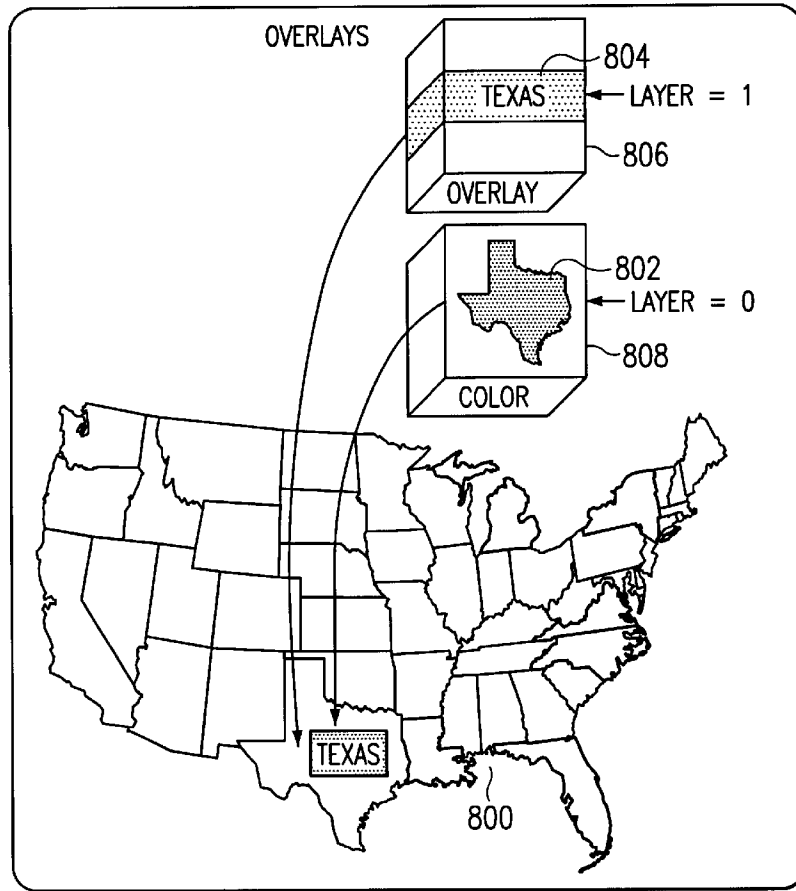 OVERLAYS
804
TEXAS
LAYER = 1
806
OVERLAY
802
LAYER = 0
808
COLOR
TEXAS
800